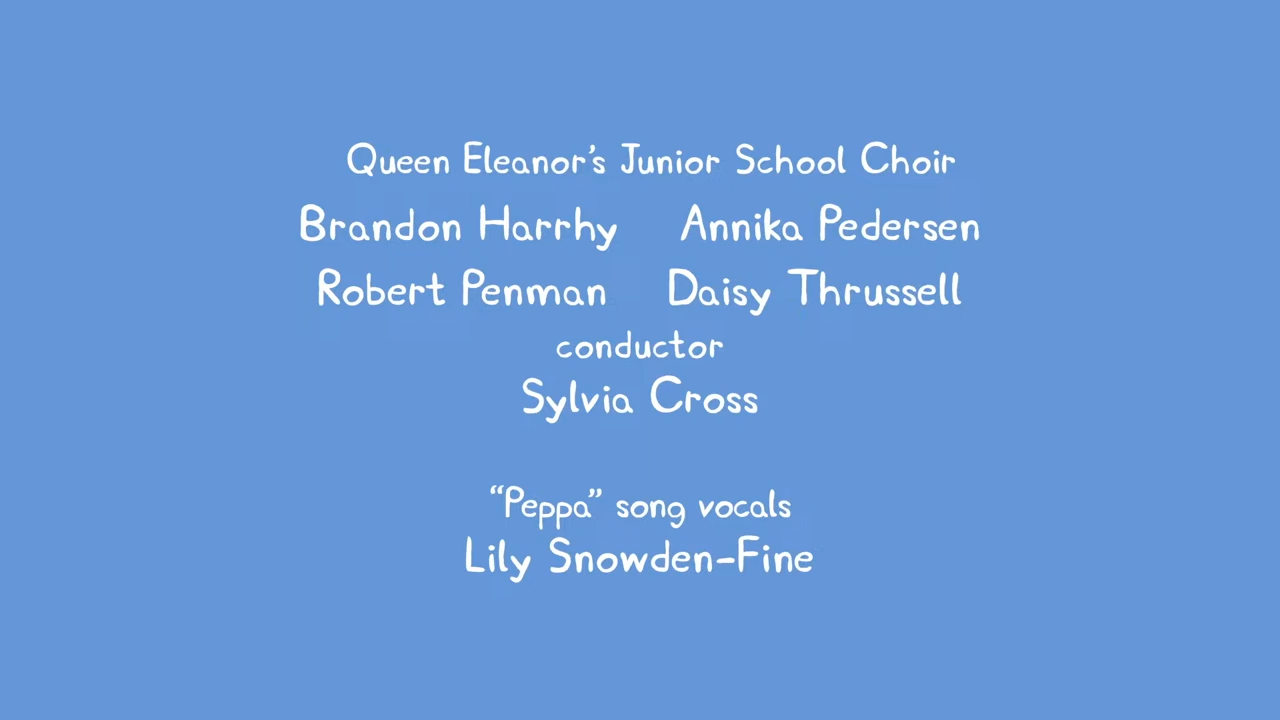 Queen Eleanor's Junior School Choir
Brandon Harrhy Annika Pedersen
Robert Penman Daisy Thrussell
conductor
Sylvia Cross
“Peppa” song vocals
Lily Snowden-Fine